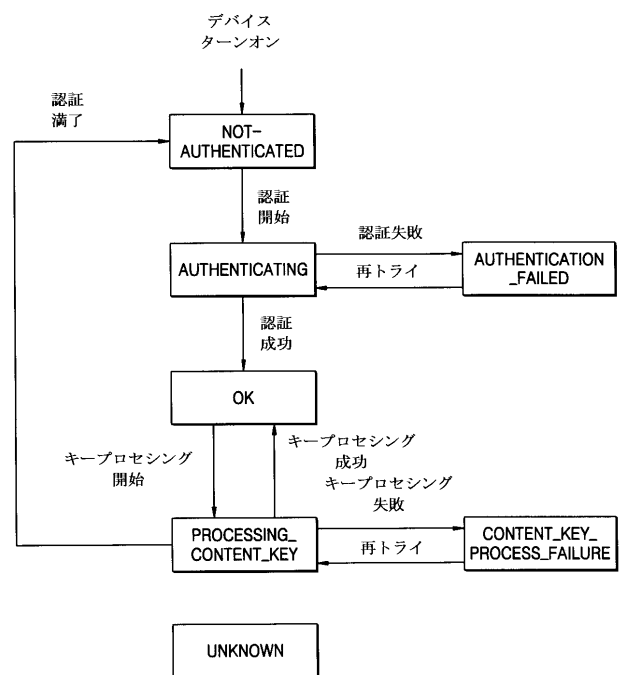 デバイス
ターンオン
認証
満了
NOT-
AUTHENTICATED
認証
開始
認証失敗
AUTHENTICATING
再トライ
AUTHENTICATION
_FAILED
認証
成功
OK
キープロセシング
開始
キープロセシング
成功
キープロセシング
失敗
PROCESSING_
CONTENT_KEY
再トライ
CONTENT_KEY_
PROCESS_FAILURE
UNKNOWN